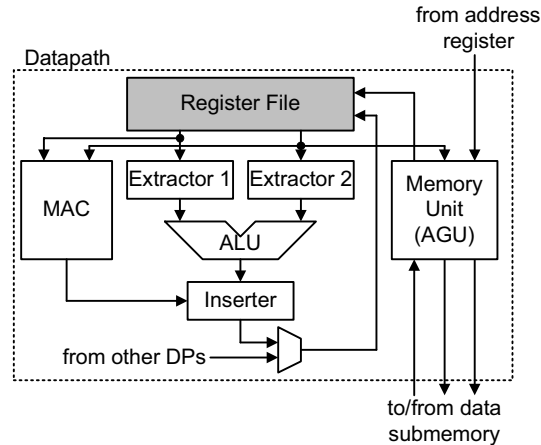 from address
register
Datapath
Register File
Extractor 1
Extractor 2
MAC
Memory
Unit
(AGU)
ALU
Inserter
from other DPs
to/from data
submemory